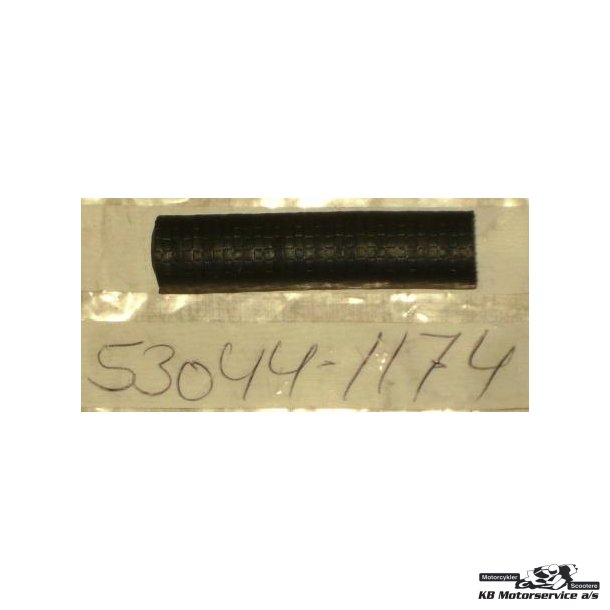 53044-1174
Motorcykler
Scootere
KB Motorservice a/s